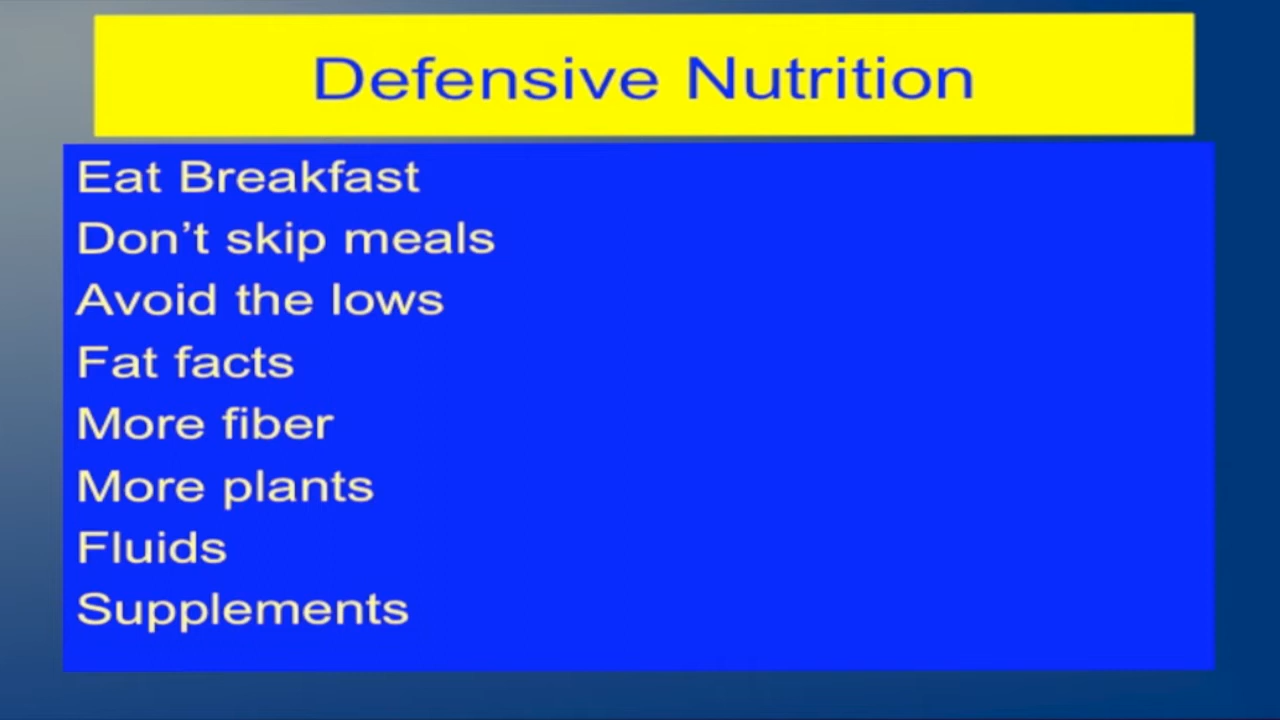 Defensive Nutrition
Eat Breakfast
Don’t skip meals
Avoid the lows
Fat facts
More fiber
More plants
Fluids
Supplements